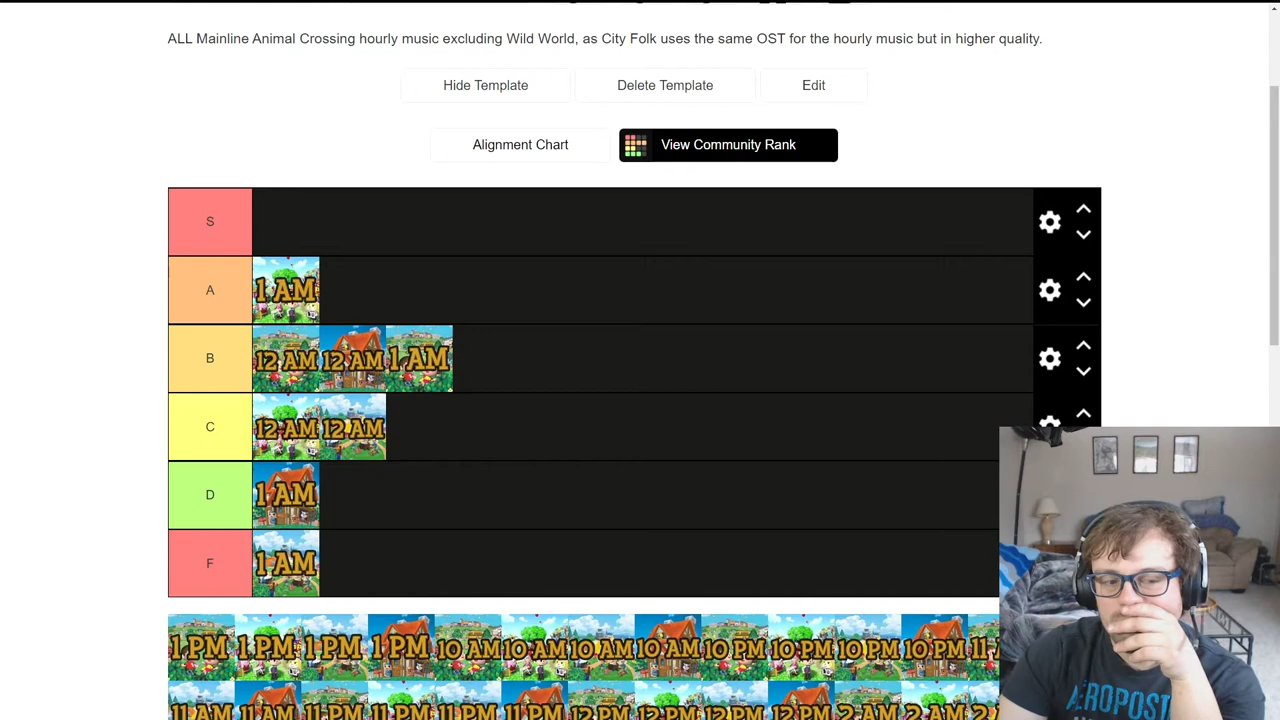 ALL Mainline Animal Crossing hourly music excluding Wild World, as City Folk uses the same OST for the hourly music but in higher quality.
Hide Template Delete Template Edit
Alignment Chart View Community Rank
S
A 1 AM
B 12 AM 12 AM 1 AM
C 12 AM 12 AM
D 1 AM
F 1 AM
1 PM 1 PM 1 PM 1 PM 10 AM 10 AM 10 AM 10 AM 10 PM 10 PM 10 PM 10 PM
11 AM 11 AM 11 PM 11 PM 11 PM 11 PM 12 PM 12 PM 12 PM 12 PM 2 AM 2 AM
AEROPOST